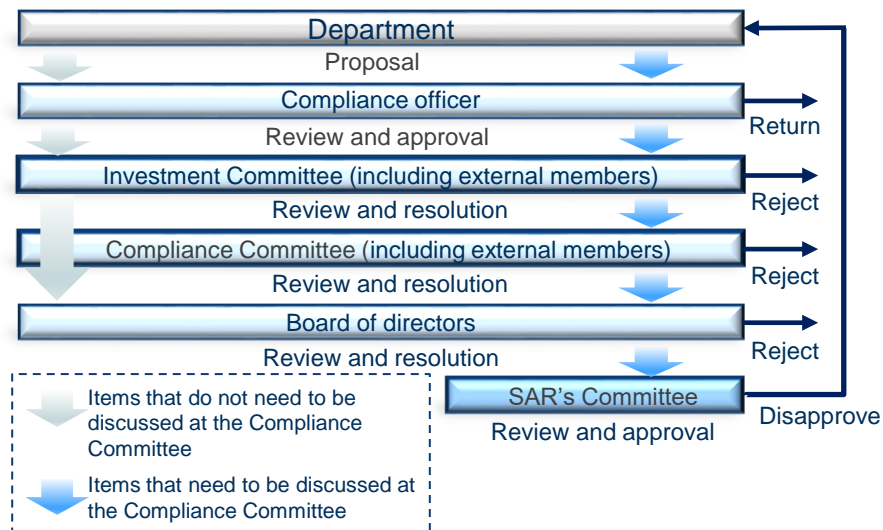 Department
Proposal
Compliance officer
Return
Review and approval
Investment Committee (including external members)
Reject
Review and resolution
Compliance Committee (including external members)
Reject
Review and resolution
Board of directors
Reject
Review and resolution
SAR's Committee
Disapprove
Review and approval
Items that do not need to be
discussed at the Compliance
Committee
Items that need to be discussed at
the Compliance Committee